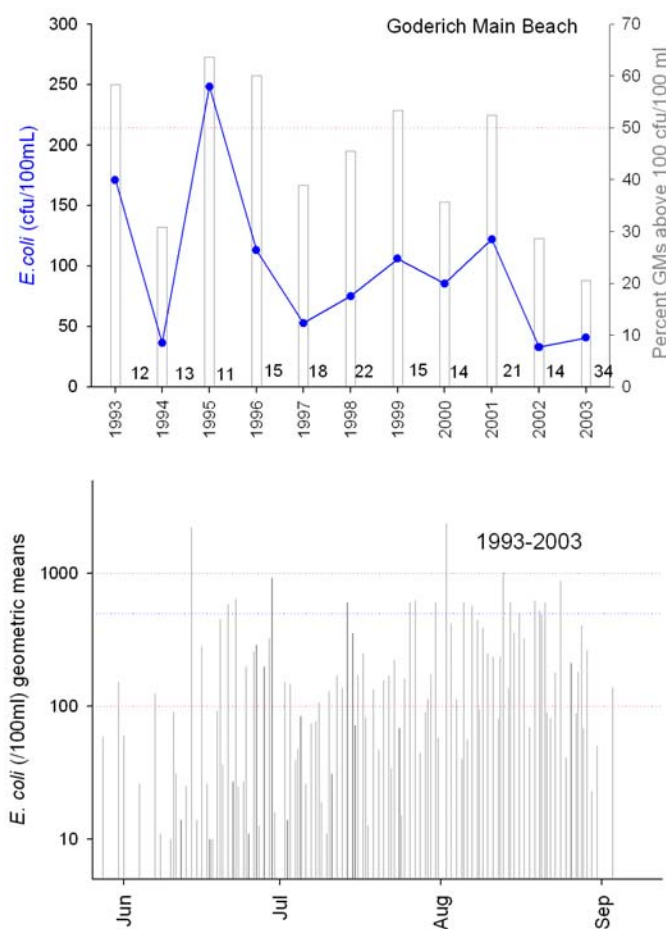 Goderich Main Beach
300
250
200
150
100
50
0
E.coli (cfu/100mL)
70
60
50
40
30
20
10
0
Percent GMs above 100 cfu/100 ml
12 13 11 15 18 22 15 14 21 14 34
1993 1994 1995 1996 1997 1998 1999 2000 2001 2002 2003
1993-2003
1000
100
10
E. coli (/100ml) geometric means
Jun Jul Aug Sep